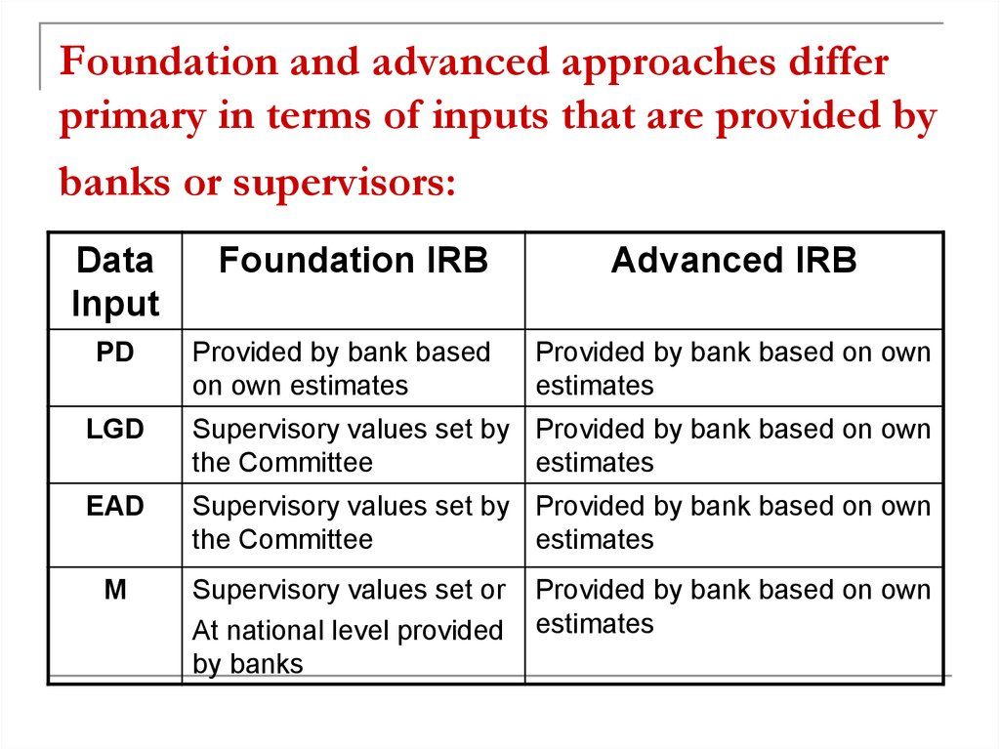 Foundation and advanced approaches differ
primary in terms of inputs that are provided by
banks or supervisors:
Data
Input
Foundation IRB
Advanced IRB
PD
Provided by bank based
on own estimates
Provided by bank based on own
estimates
LGD
Supervisory values set by
the Committee
Provided by bank based on own
estimates
EAD
Supervisory values set by
the Committee
Provided by bank based on own
estimates
M
Supervisory values set or
At national level provided
by banks
Provided by bank based on own
estimates